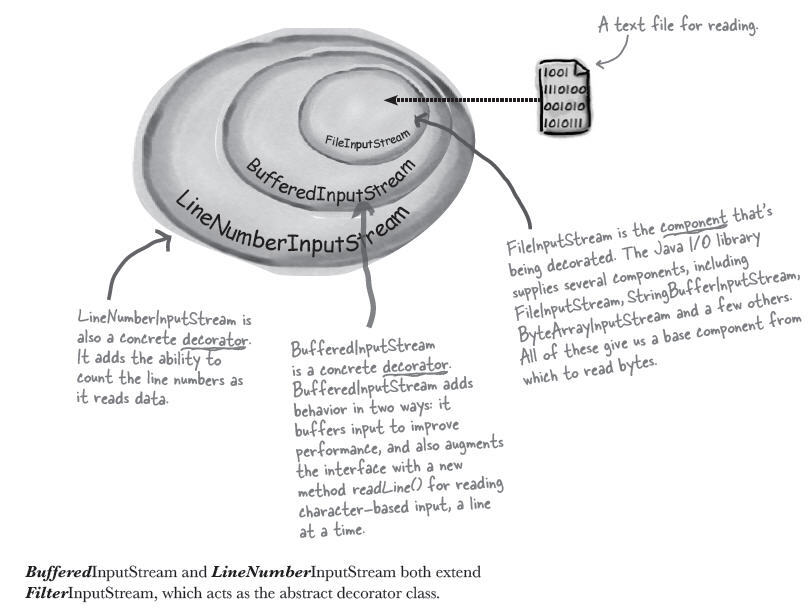 A text file for reading.
1001
1110100
001010
1010111
FileInputStream
BufferedInputStream
LineNumberInputStream
FileInputStream is the component that's
being decorated. The Java I/O library
supplies several components, including
FileInputStream, StringBufferInputStream,
ByteArrayInputStream and a few others.
All of these give us a base component from
which to read bytes.
LineNumberInputStream is
also a concrete decorator.
It adds the ability to
count the line numbers as
it reads data.
BufferedInputStream
is a concrete decorator.
BufferedInputStream adds
behavior in two ways: it
buffers input to improve
performance, and also augments
the interface with a new
method readLine() for reading
character-based input, a line
at a time.
BufferedInputStream and LineNumberInputStream both extend
FilterInputStream, which acts as the abstract decorator class.